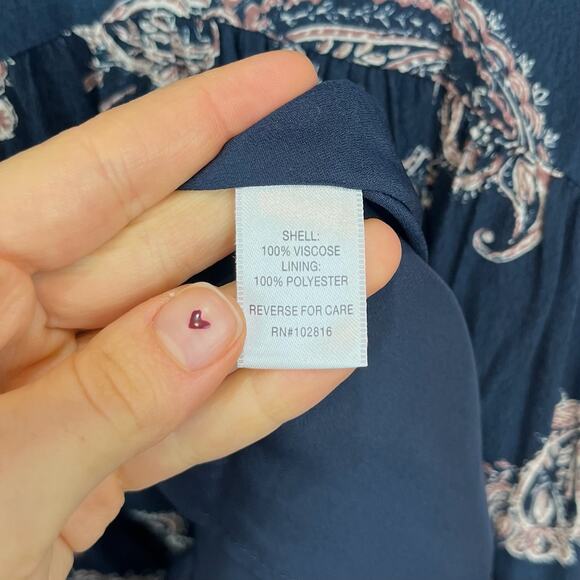 SHELL:
100% VISCOSE
LINING:
100% POLYESTER
REVERSE FOR CARE
RN#102816